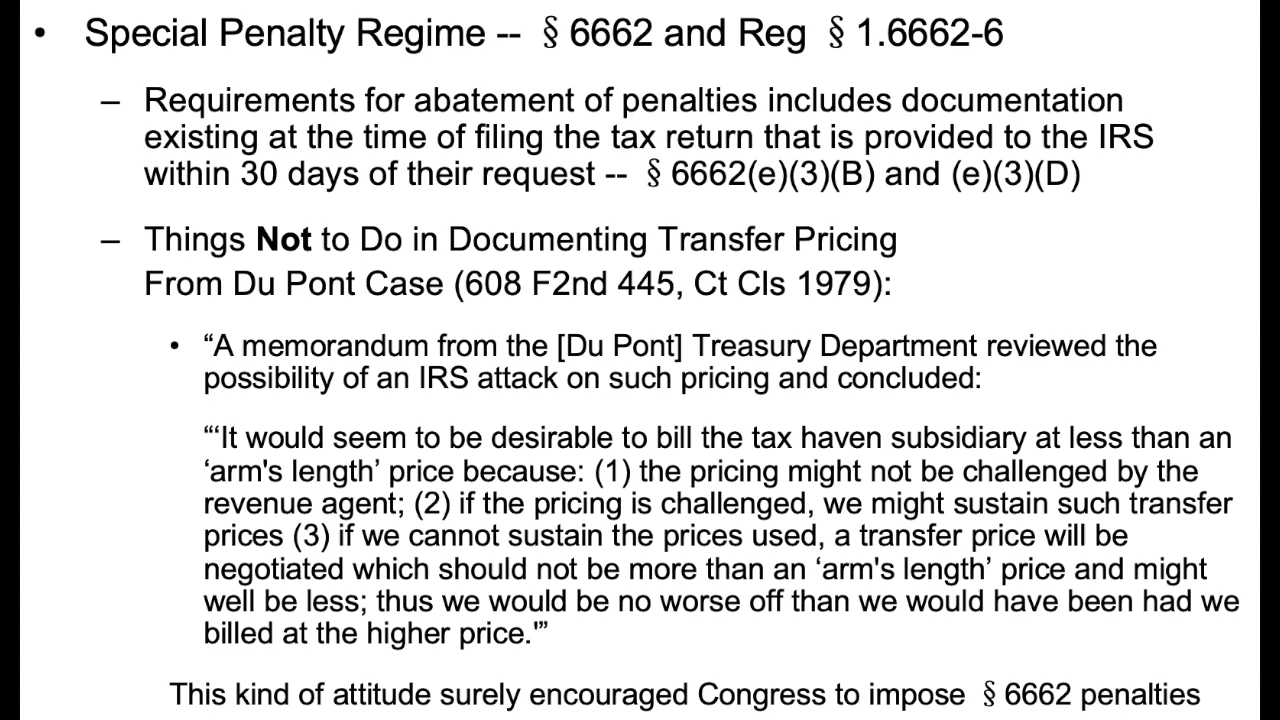 • Special Penalty Regime -- § 6662 and Reg § 1.6662-6
– Requirements for abatement of penalties includes documentation
existing at the time of filing the tax return that is provided to the IRS
within 30 days of their request -- § 6662(e)(3)(B) and (e)(3)(D)
– Things Not to Do in Documenting Transfer Pricing
From Du Pont Case (608 F2nd 445, Ct Cls 1979):
• “A memorandum from the [Du Pont] Treasury Department reviewed the
possibility of an IRS attack on such pricing and concluded:
“‘It would seem to be desirable to bill the tax haven subsidiary at less than an
‘arm's length’ price because: (1) the pricing might not be challenged by the
revenue agent; (2) if the pricing is challenged, we might sustain such transfer
prices (3) if we cannot sustain the prices used, a transfer price will be
negotiated which should not be more than an ‘arm's length’ price and might
well be less; thus we would be no worse off than we would have been had we
billed at the higher price.'”
This kind of attitude surely encouraged Congress to impose § 6662 penalties